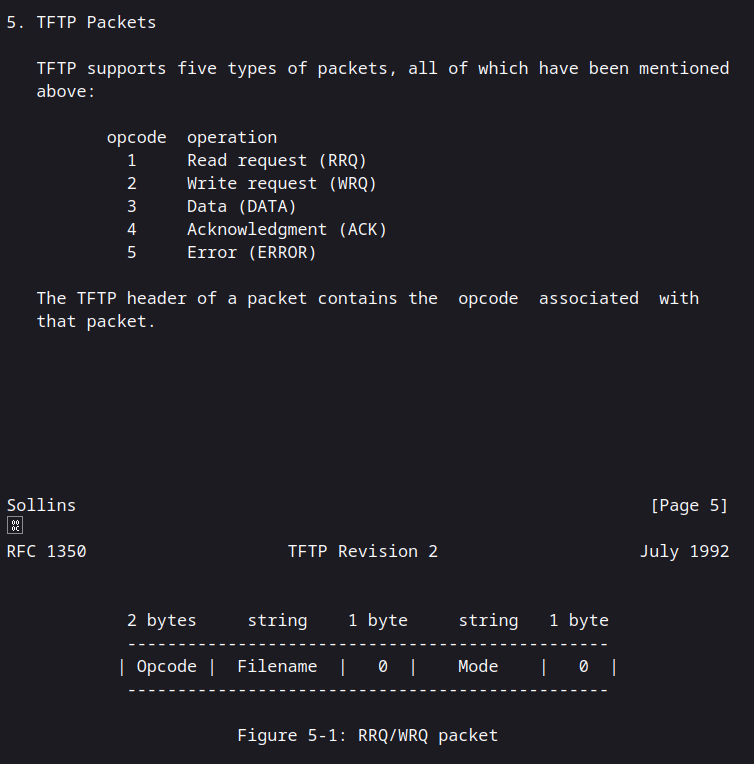 5. TFTP Packets
TFTP supports five types of packets, all of which have been mentioned
above:
opcode  operation
1     Read request (RRQ)
2     Write request (WRQ)
3     Data (DATA)
4     Acknowledgment (ACK)
5     Error (ERROR)
The TFTP header of a packet contains the  opcode  associated  with
that packet.
Sollins                                                         [Page 5]
RFC 1350                    TFTP Revision 2                    July 1992
2 bytes     string    1 byte     string   1 byte
------------------------------------------------
| Opcode |  Filename  |   0  |    Mode    |   0  |
------------------------------------------------
Figure 5-1: RRQ/WRQ packet